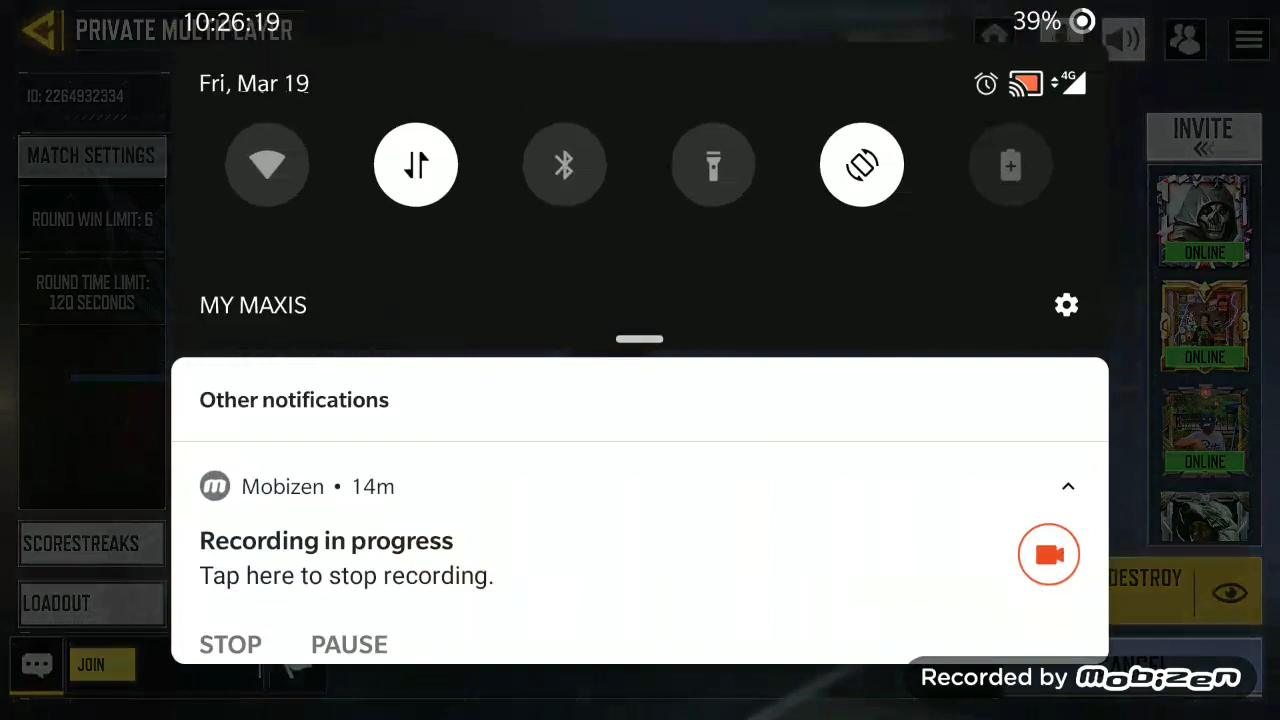 10:26:19
39%
PRIVATE MULTIPLAYER
Fri, Mar 19
4G
ID: 2264932334
MATCH SETTINGS
ROUND WIN LIMIT: 6
ROUND TIME LIMIT:
120 SECONDS
INVITE
ONLINE
ONLINE
ONLINE
MY MAXIS
Other notifications
Mobizen • 14m
Recording in progress
Tap here to stop recording.
STOP
PAUSE
SCORESTREAKS
LOADOUT
JOIN
DESTROY
Recorded by mobizen